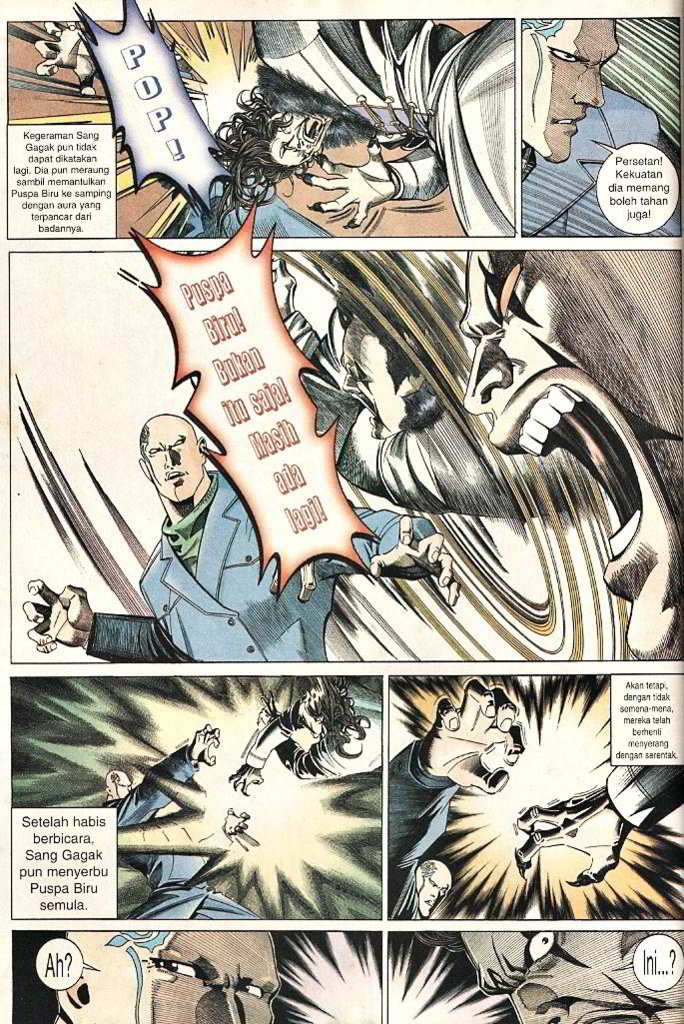 POP!
Kegeraman Sang
Gagak pun tidak
dapat dikatakan
lagi. Dia pun meraung
sambil memantulkan
Puspa Biru ke samping
dengan aura yang
terpancar dari
badannya.
Persetan!
Kekuatan
dia memang
boleh tahan
juga!
Puspa
Biru!
Bukan
itu saja!
Masih
ada
lagi!
Setelah habis
berbicara,
Sang Gagak
pun menyerbu
Puspa Biru
semula.
Akan tetapi,
dengan tidak
semena-mena,
mereka telah
berhenti
menyerang
dengan serentak.
Ah?
Ini...?